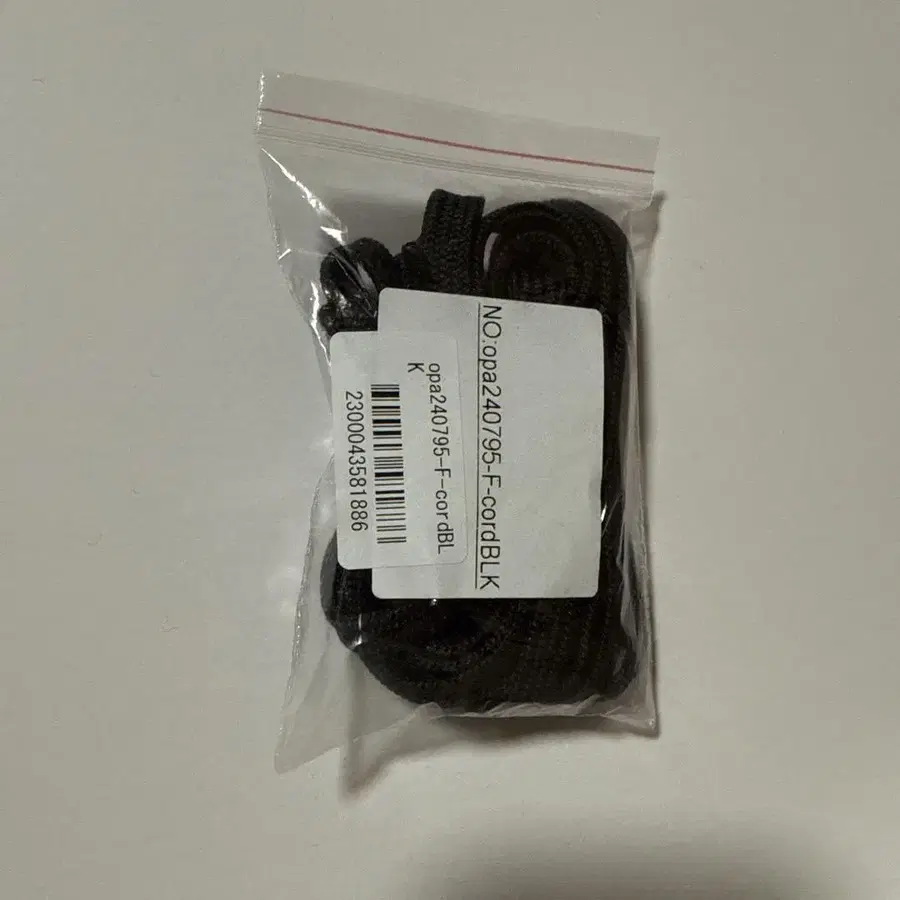 NO:opa240795-F-cordBLK
opa240795-F-cordBL
K
2300043581886